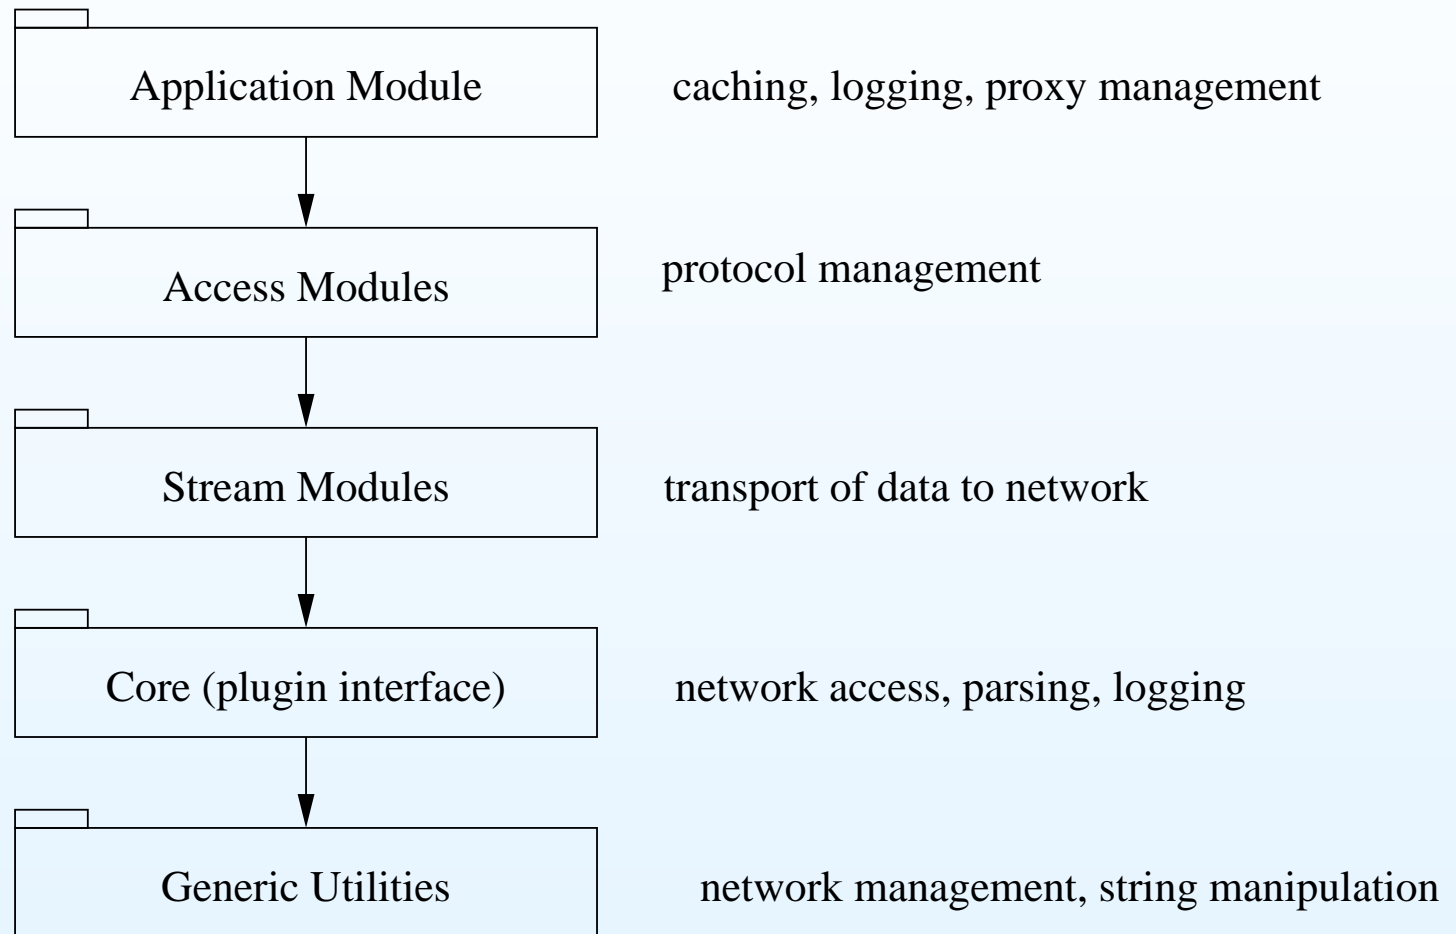 Application Module caching, logging, proxy management
Access Modules protocol management
Stream Modules transport of data to network
Core (plugin interface) network access, parsing, logging
Generic Utilities network management, string manipulation